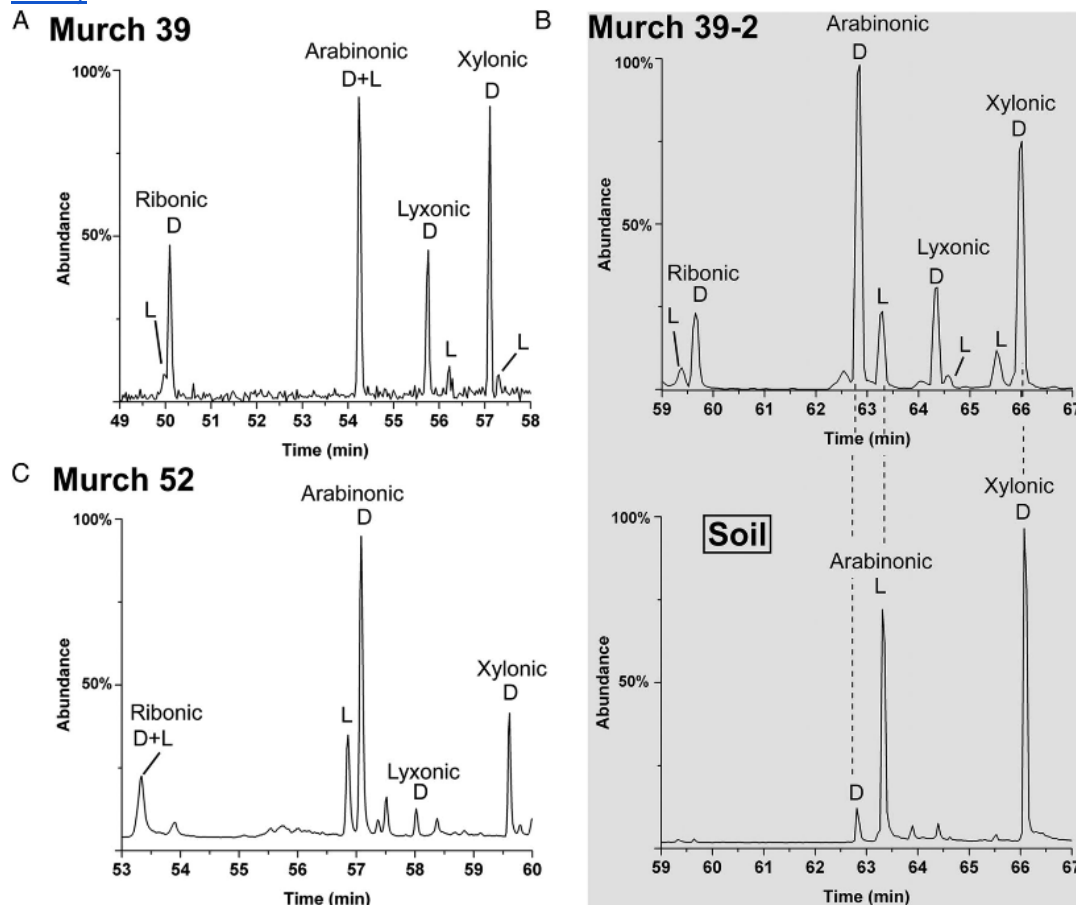 A
Murch 39
Arabinonic
D+L
Xylonic
D
Ribonic
D
L
Lyxonic
D
L
L
100%
50%
Abundance
49 50 51 52 53 54 55 56 57 58
Time (min)
B
Murch 39-2
Arabinonic
D
Xylonic
D
Lyxonic
D
Ribonic
D
L
L
L
L
100%
50%
Abundance
59 60 61 62 63 64 65 66 67
Time (min)
C
Murch 52
Arabinonic
D
L
Xylonic
D
Ribonic
D+L
Lyxonic
D
100%
50%
Abundance
53 54 55 56 57 58 59 60
Time (min)
Soil
Xylonic
D
Arabinonic
L
D
100%
50%
Abundance
59 60 61 62 63 64 65 66 67
Time (min)